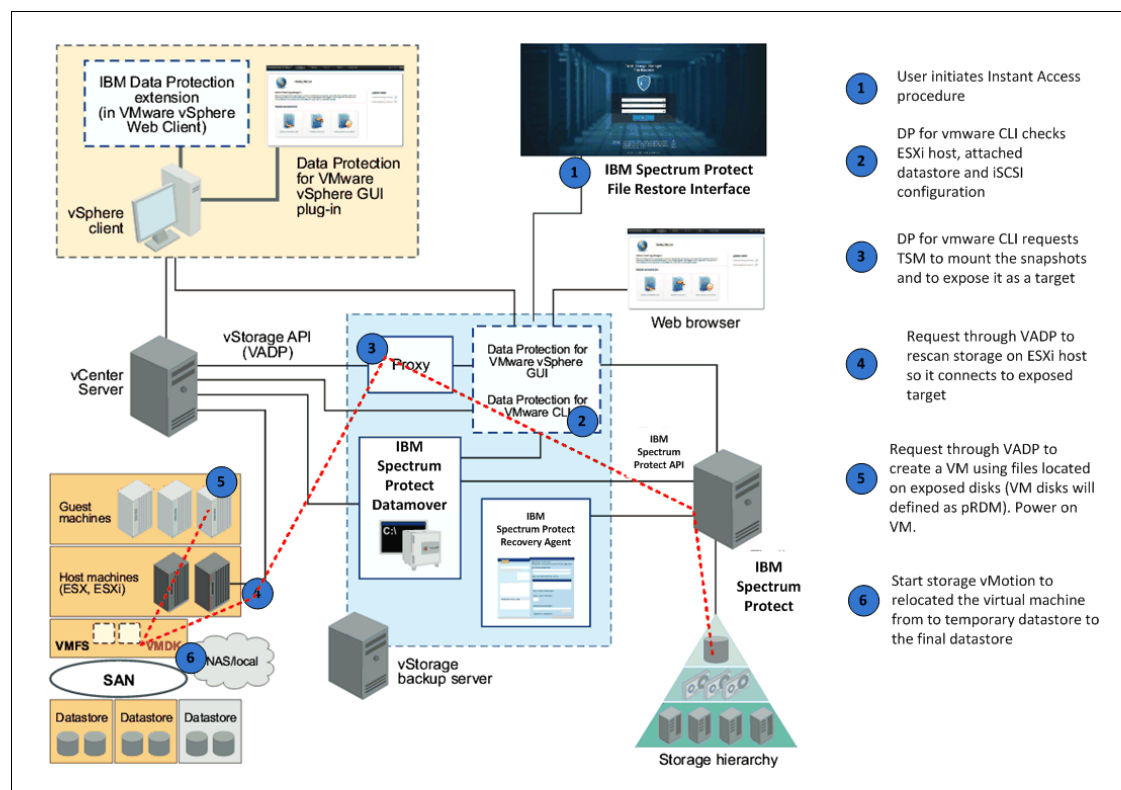 IBM Data Protection
extension
(in VMware vSphere
Web Client)
Data Protection
for VMware
vSphere GUI
plug-in
vSphere
client
1
IBM Spectrum Protect
File Restore Interface
Web browser
vStorage API
(VADP)
vCenter
Server
3
Proxy
Data Protection for
VMware vSphere
GUI
Data Protection for
VMware CLI
2
IBM
Spectrum
Protect
Datamover
C:\
IBM
Spectrum Protect
Recovery Agent
IBM
Spectrum
Protect API
IBM
Spectrum
Protect
Guest
machines
5
Host machines
(ESX, ESXi)
4
VMFS
VMDK
6
NAS/local
SAN
Datastore
Datastore
Datastore
vStorage
backup server
Storage hierarchy
1
User initiates Instant Access
procedure
2
DP for vmware CLI checks
ESXi host, attached
datastore and iSCSI
configuration
3
DP for vmware CLI requests
TSM to mount the snapshots
and to expose it as a target
4
Request through VADP to
rescan storage on ESXi host
so it connects to exposed
target
5
Request through VADP to
create a VM using files located
on exposed disks (VM disks will
defined as pRDM). Power on
VM.
6
Start storage vMotion to
relocated the virtual machine
from to temporary datastore to
the final datastore